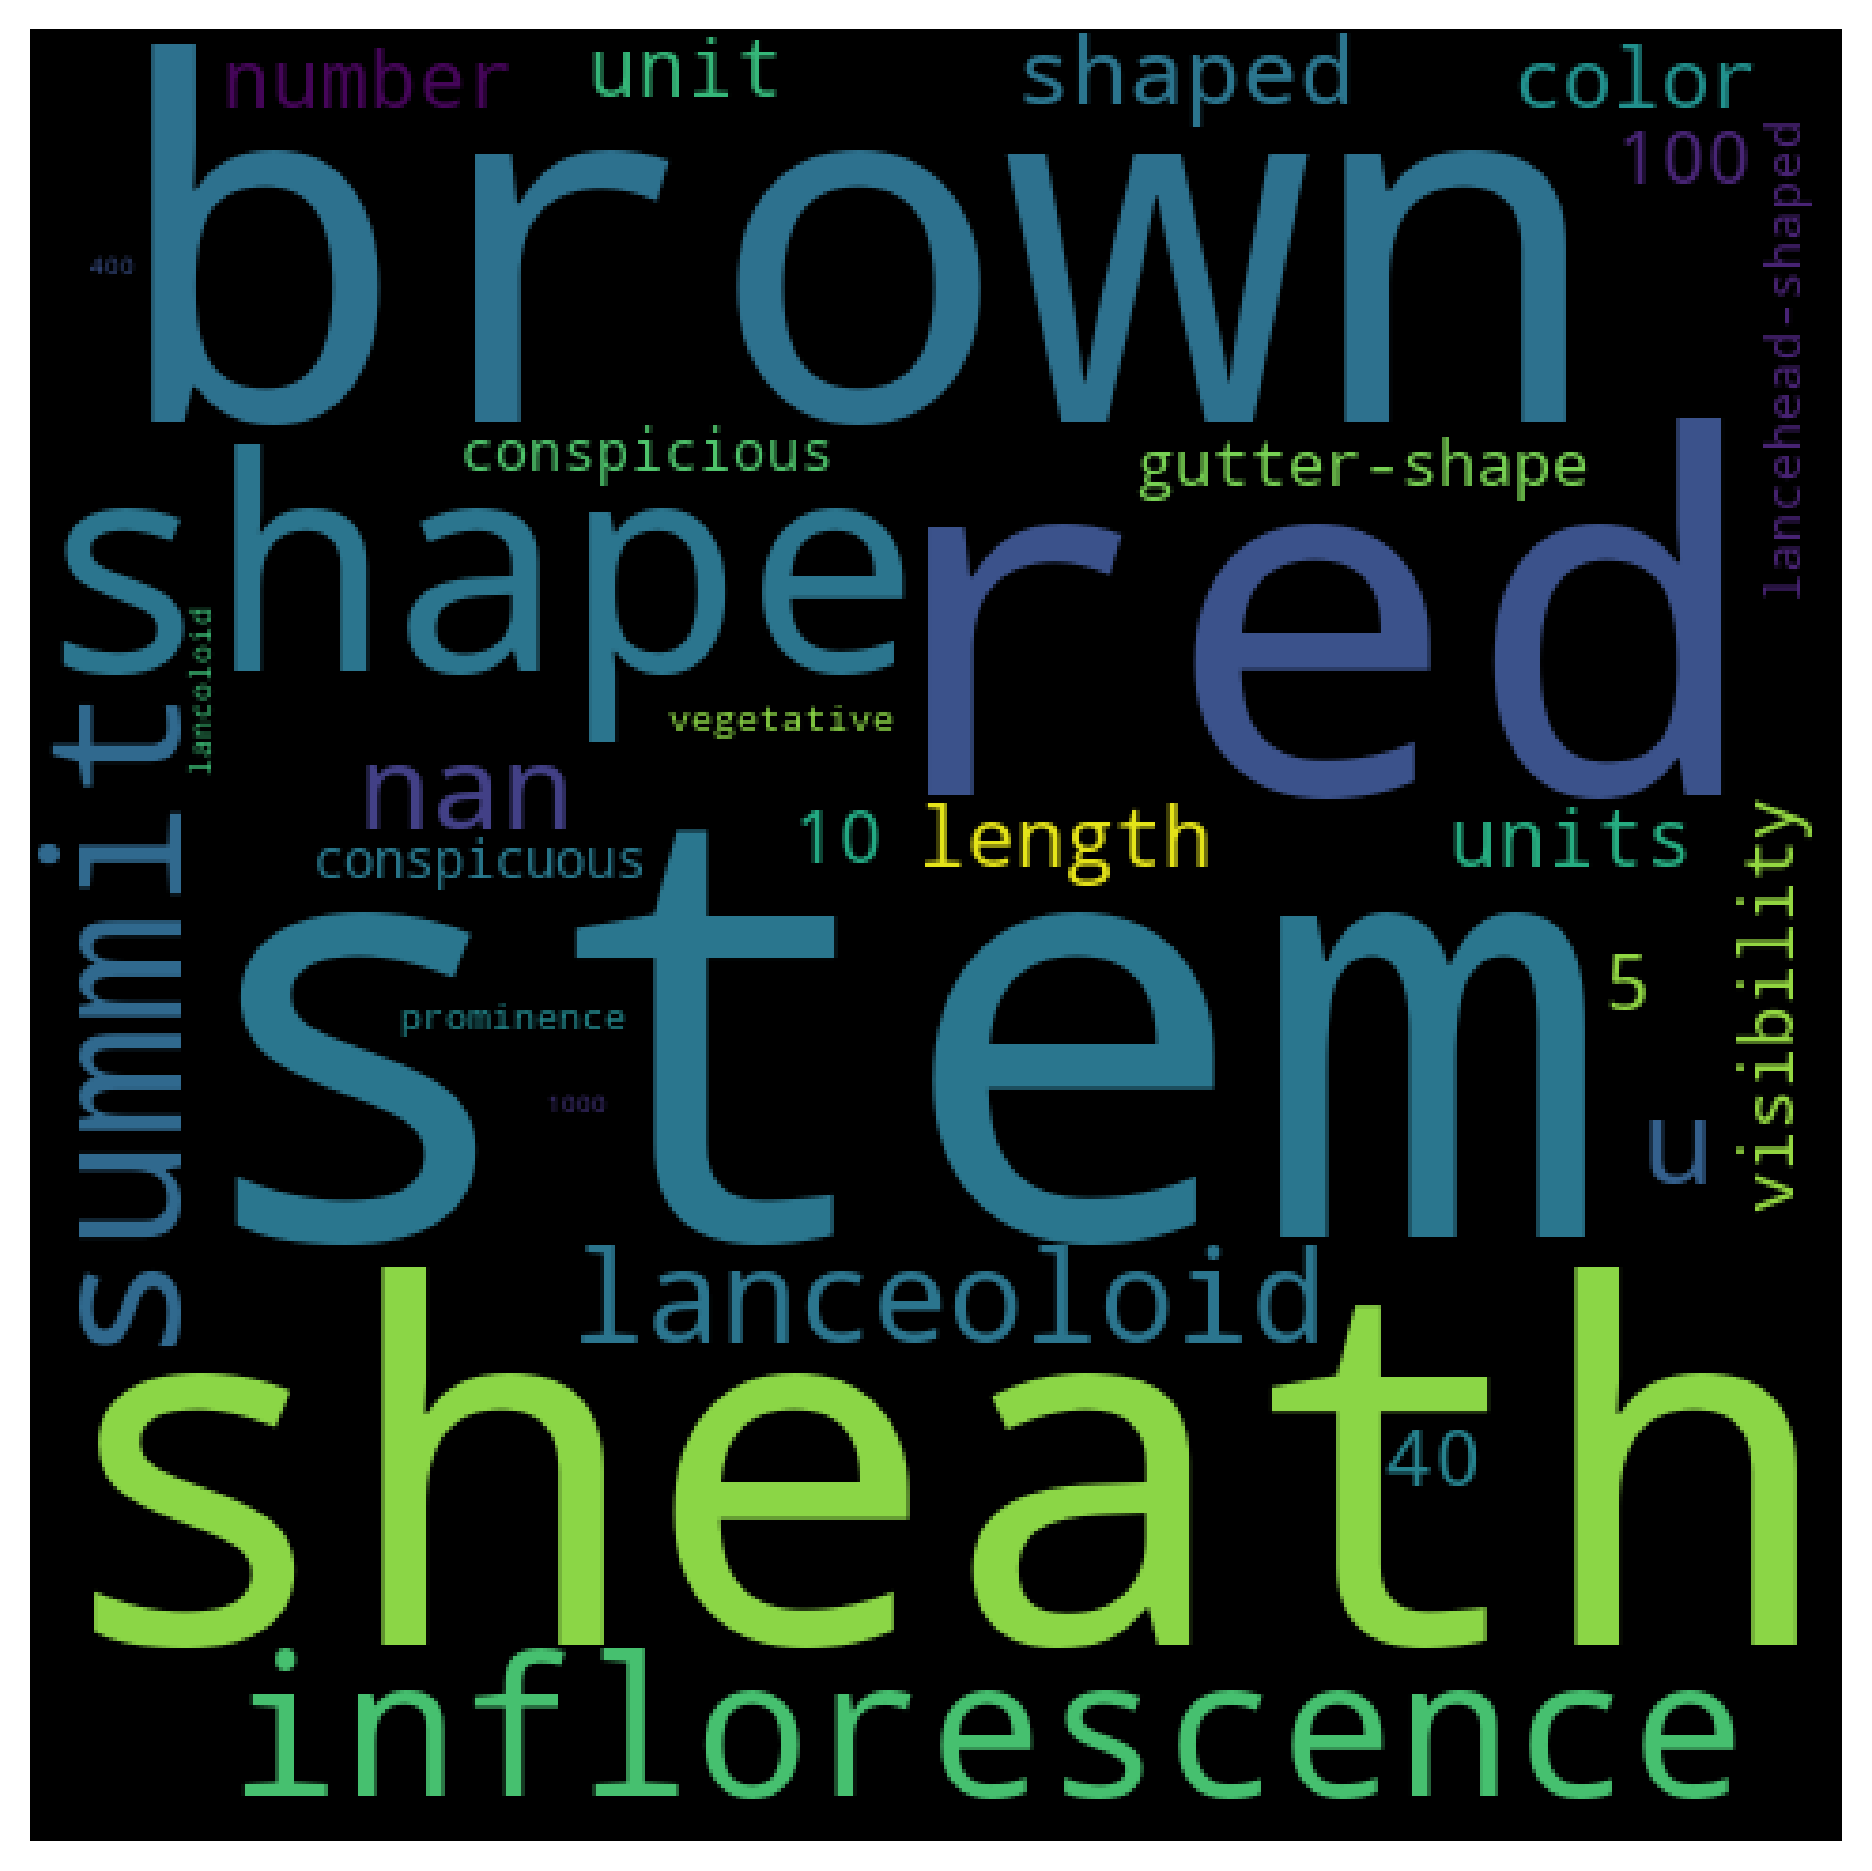 number
unit
shaped
color
100
lancehead-shaped
brown
400
conspicious
gutter-shape
shape
red
lancoloid
vegetative
summit
nan
10
length
units
visibility
conspicuous
stem
5
prominence
1000
u
lanceoloid
sheath
40
inflorescence